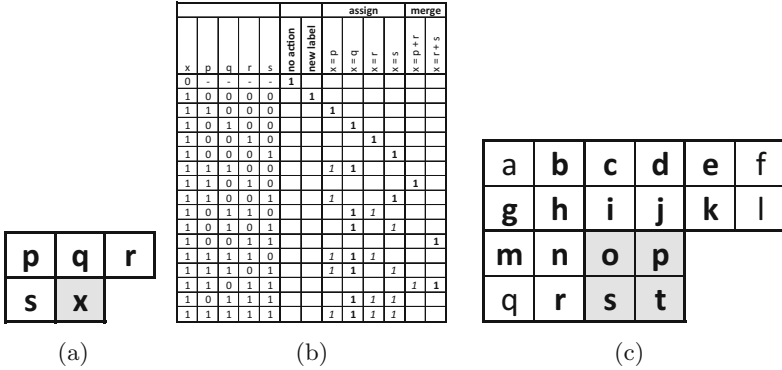 p q r
s x
(a)
assign merge
x p q r s no action new label x = p x = q x = r x = s x = p + r x = r + s
0 - - - - 1
1 0 0 0 0 1
1 1 0 0 0 1
1 0 1 0 0 1
1 0 0 1 0 1
1 0 0 0 1 1
1 1 1 0 0 1 1
1 1 0 1 0 1
1 1 0 0 1 1 1
1 0 1 1 0 1 1
1 0 1 0 1 1 1
1 0 0 1 1 1
1 1 1 1 0 1 1 1
1 1 1 0 1 1 1 1
1 1 0 1 1 1 1
1 0 1 1 1 1 1 1
1 1 1 1 1 1 1 1 1
(b)
a b c d e f
g h i j k l
m n o p
q r s t
(c)